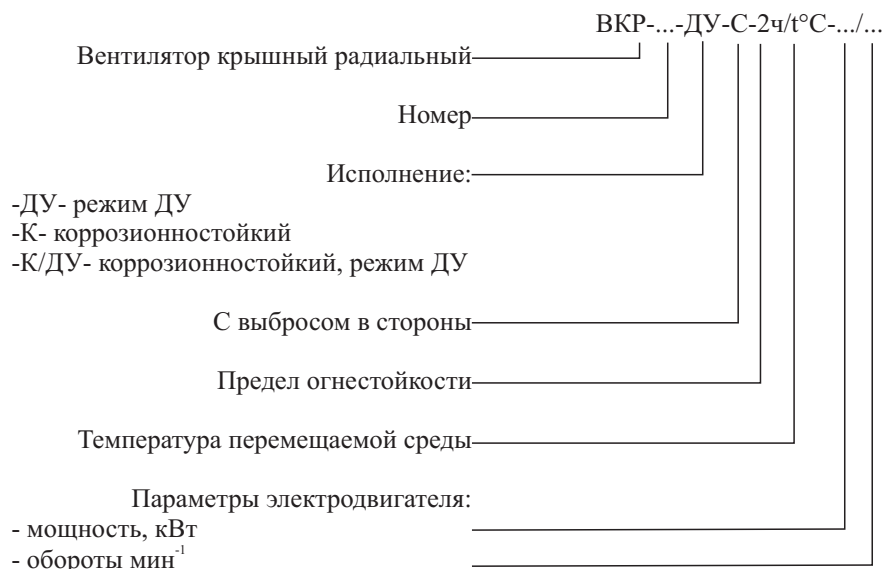 ВКР-...-ДУ-С-2ч/t°С-.../...
Вентилятор крышный радиальный
Номер
Исполнение:
-ДУ- режим ДУ
-К- коррозионностойкий
-К/ДУ- коррозионностойкий, режим ДУ
С выбросом в стороны
Предел огнестойкости
Температура перемещаемой среды
Параметры электродвигателя:
- мощность, кВт
- обороты мин⁻¹